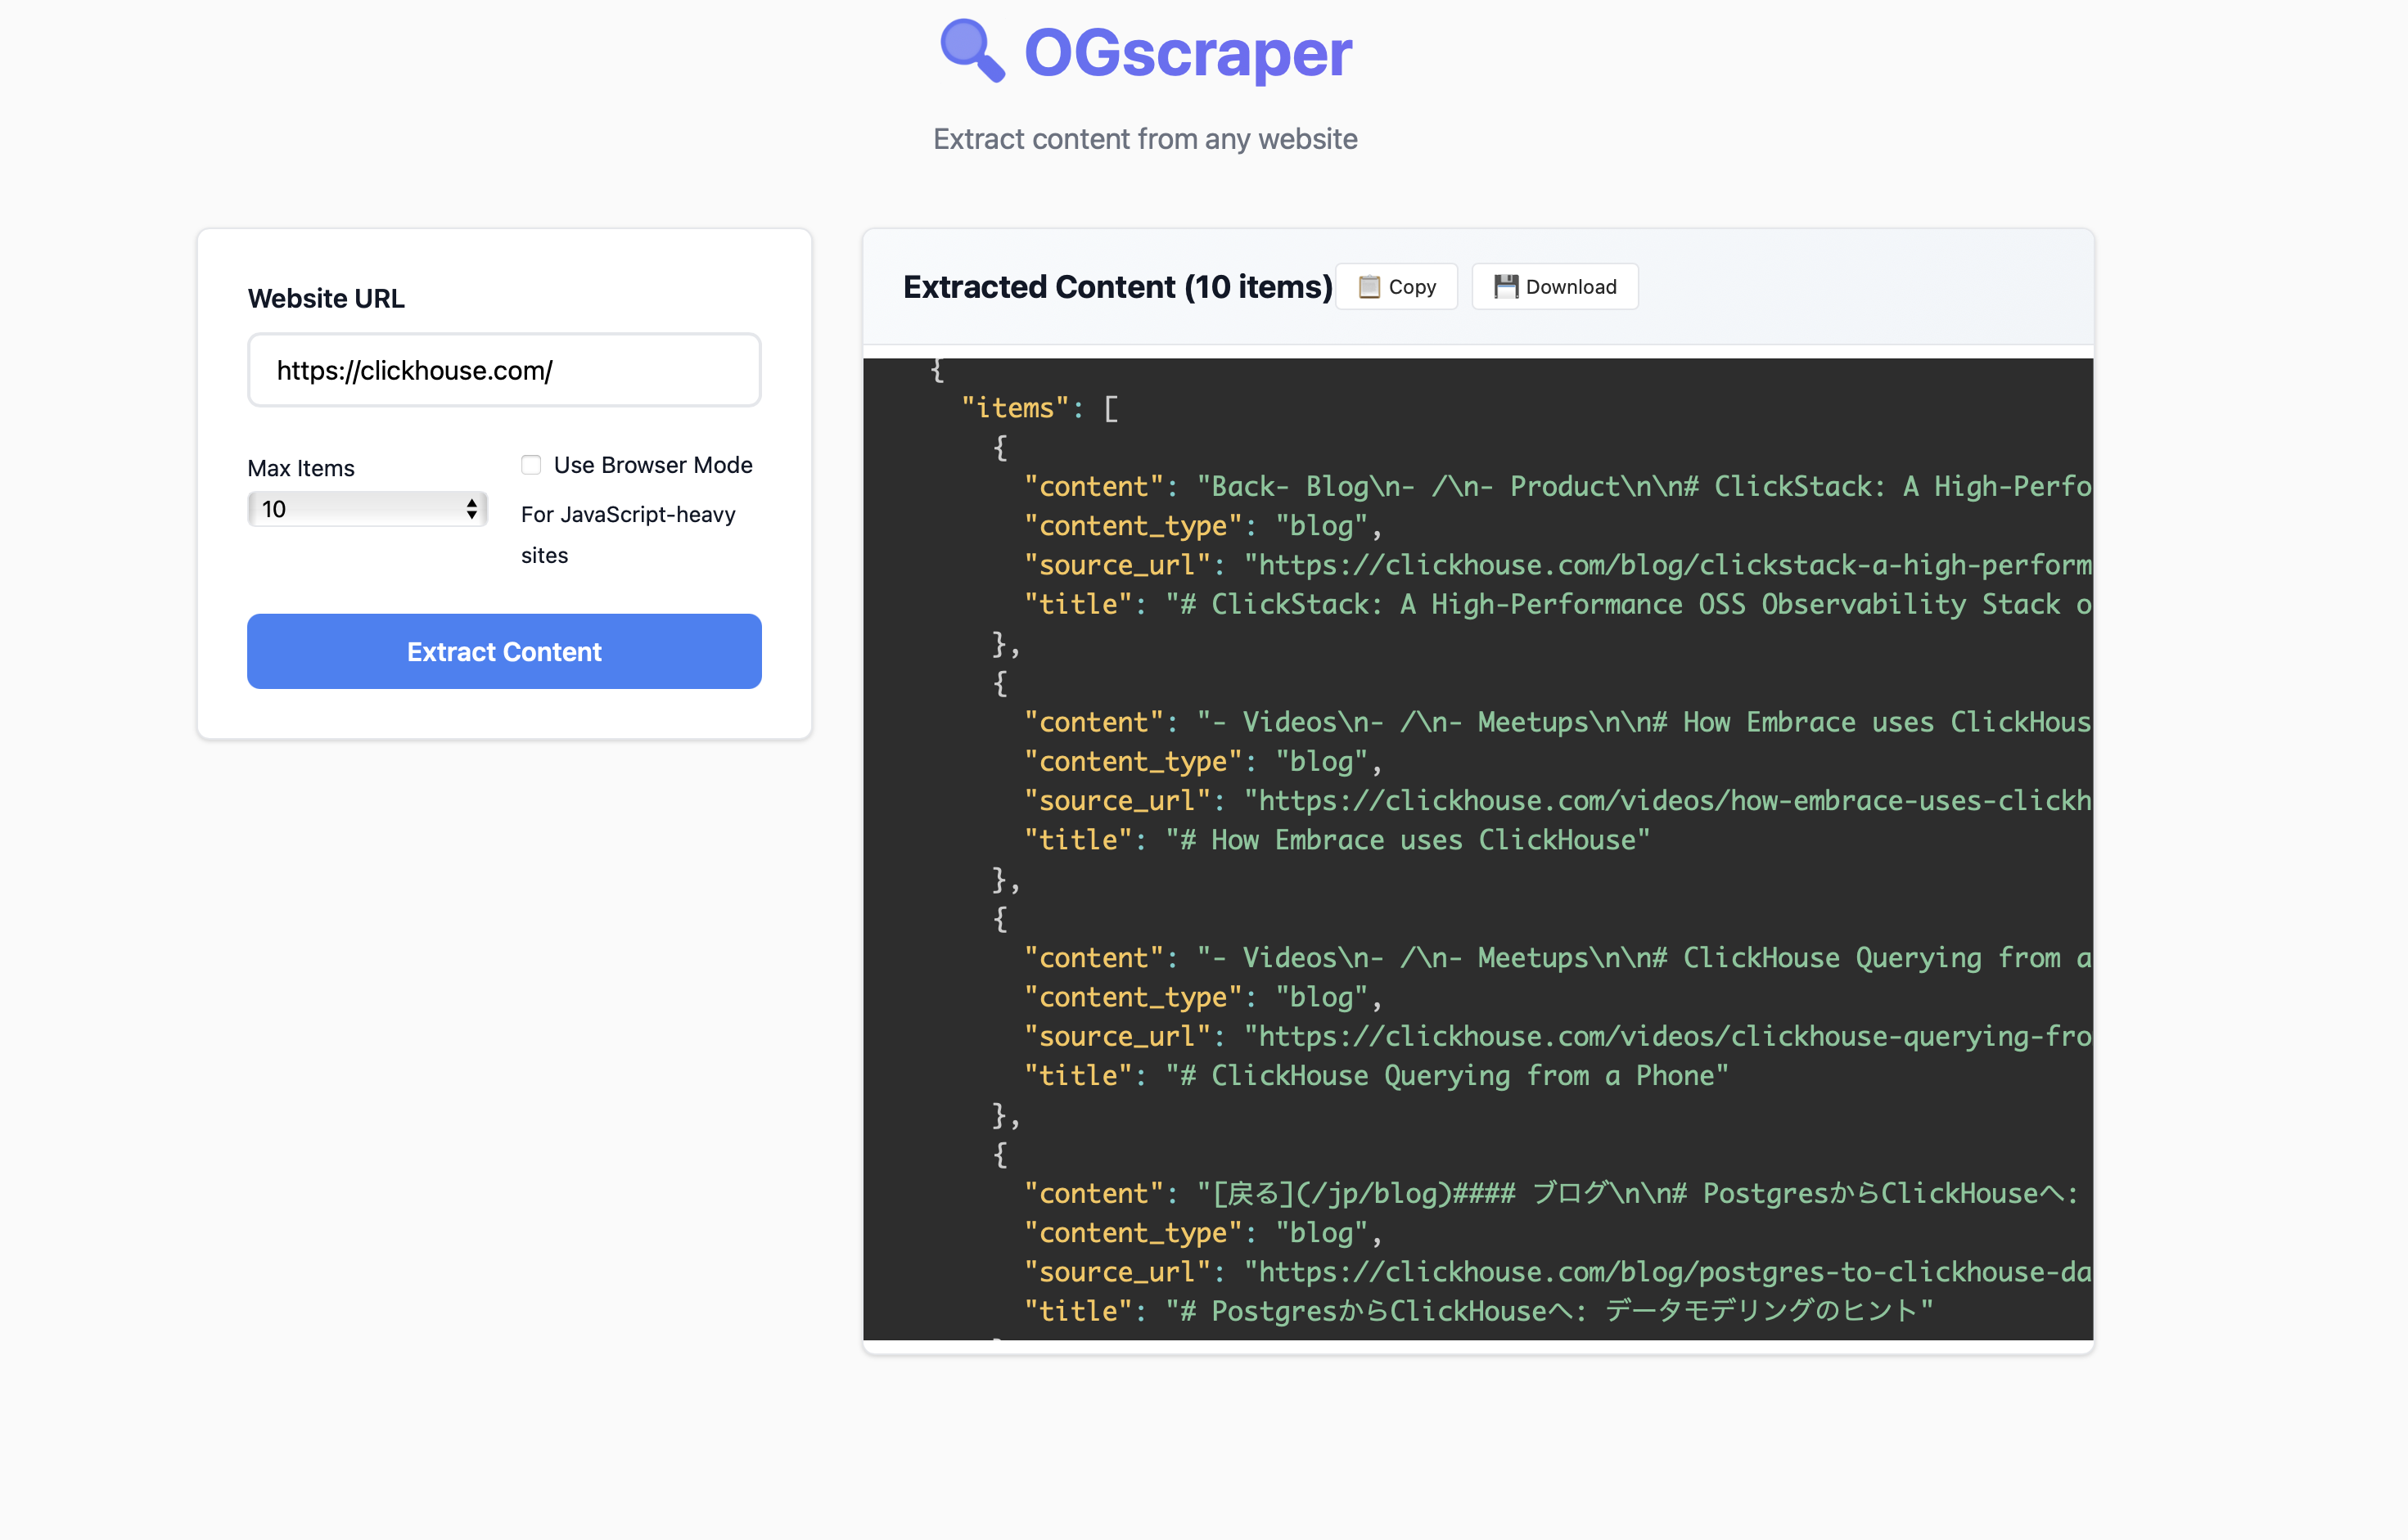 OGscraper
Extract content from any website
Website URL
https://clickhouse.com/
Max Items
10
Use Browser Mode
For JavaScript-heavy
sites
Extract Content
Extracted Content (10 items)
Copy
Download
{
"items": [
{
"content": "Back- Blog\n- /\n- Product\n\n# ClickStack: A High-Perfo
"content_type": "blog",
"source_url": "https://clickhouse.com/blog/clickstack-a-high-perform
"title": "# ClickStack: A High-Performance OSS Observability Stack o
},
{
"content": "- Videos\n- /\n- Meetups\n\n# How Embrace uses ClickHous
"content_type": "blog",
"source_url": "https://clickhouse.com/videos/how-embrace-uses-clickh
"title": "# How Embrace uses ClickHouse"
},
{
"content": "- Videos\n- /\n- Meetups\n\n# ClickHouse Querying from a
"content_type": "blog",
"source_url": "https://clickhouse.com/videos/clickhouse-querying-fro
"title": "# ClickHouse Querying from a Phone"
},
{
"content": "[戻る](/jp/blog)#### ブログ\n\n# PostgresからClickHouseへ:
"content_type": "blog",
"source_url": "https://clickhouse.com/blog/postgres-to-clickhouse-da
"title": "# PostgresからClickHouseへ: データモデリングのヒント"